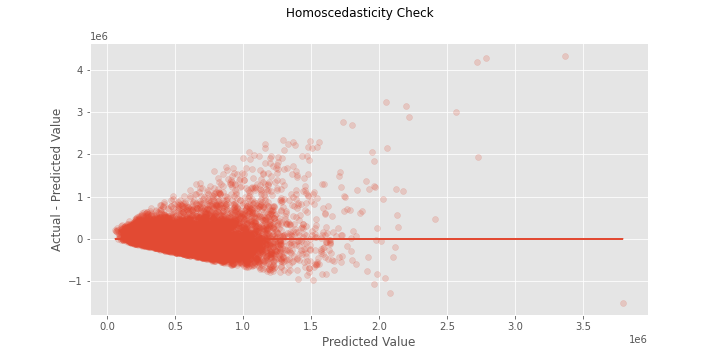 Homoscedasticity Check
1e6
4
3
2
1
0
−1
Actual - Predicted Value
0.0 0.5 1.0 1.5 2.0 2.5 3.0 3.5
1e6
Predicted Value